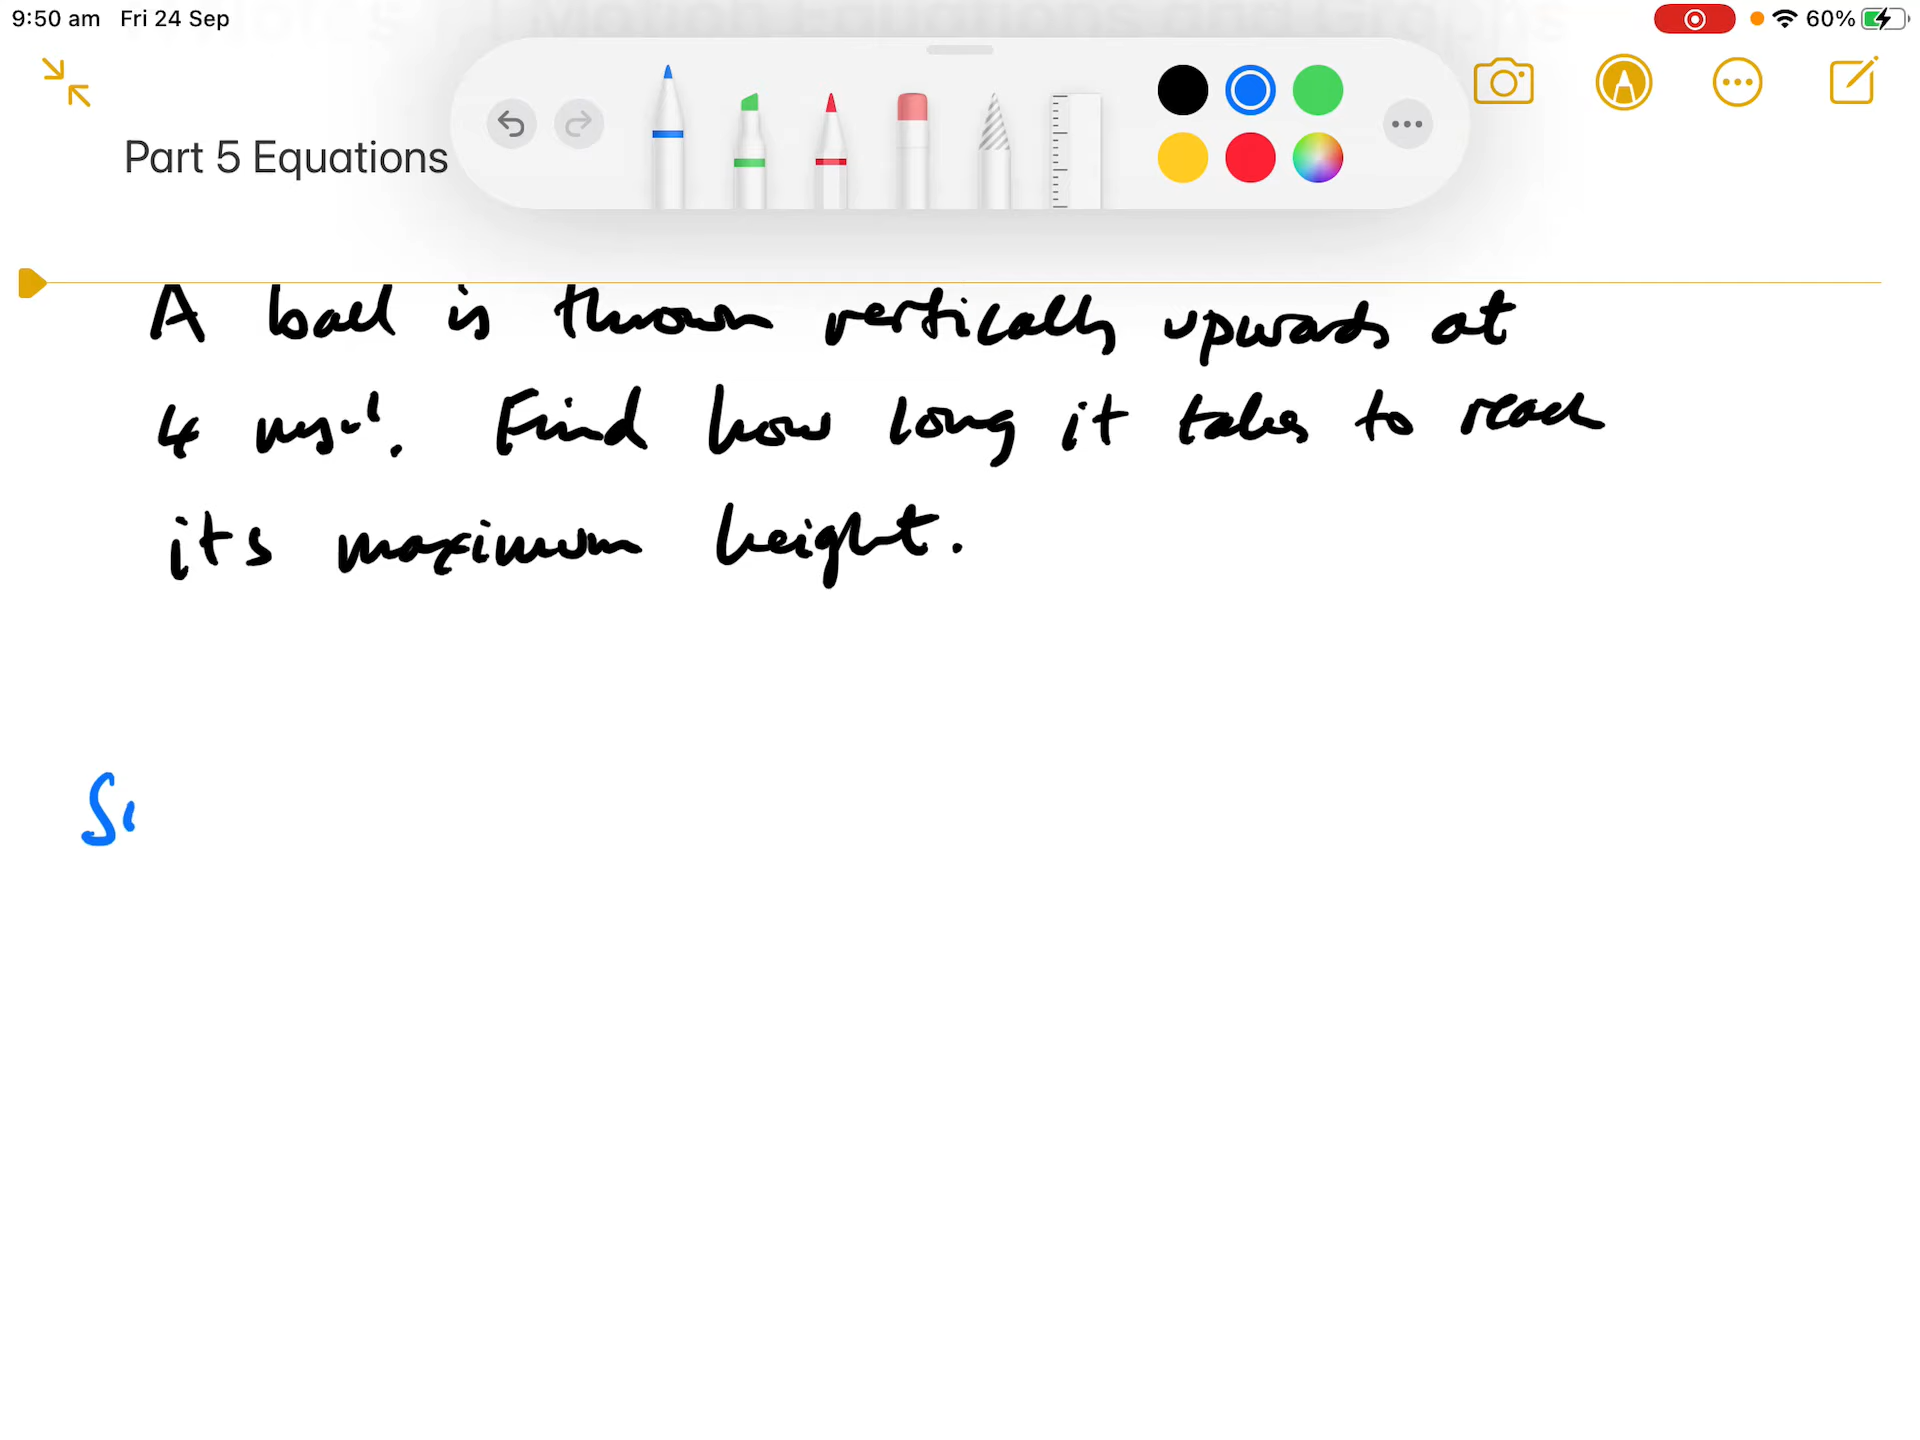 9:50 am Fri 24 Sep
60%
Part 5 Equations
A ball is thrown vertically upwards at
4 ms⁻¹. Find how long it takes to reach
its maximum height.
S